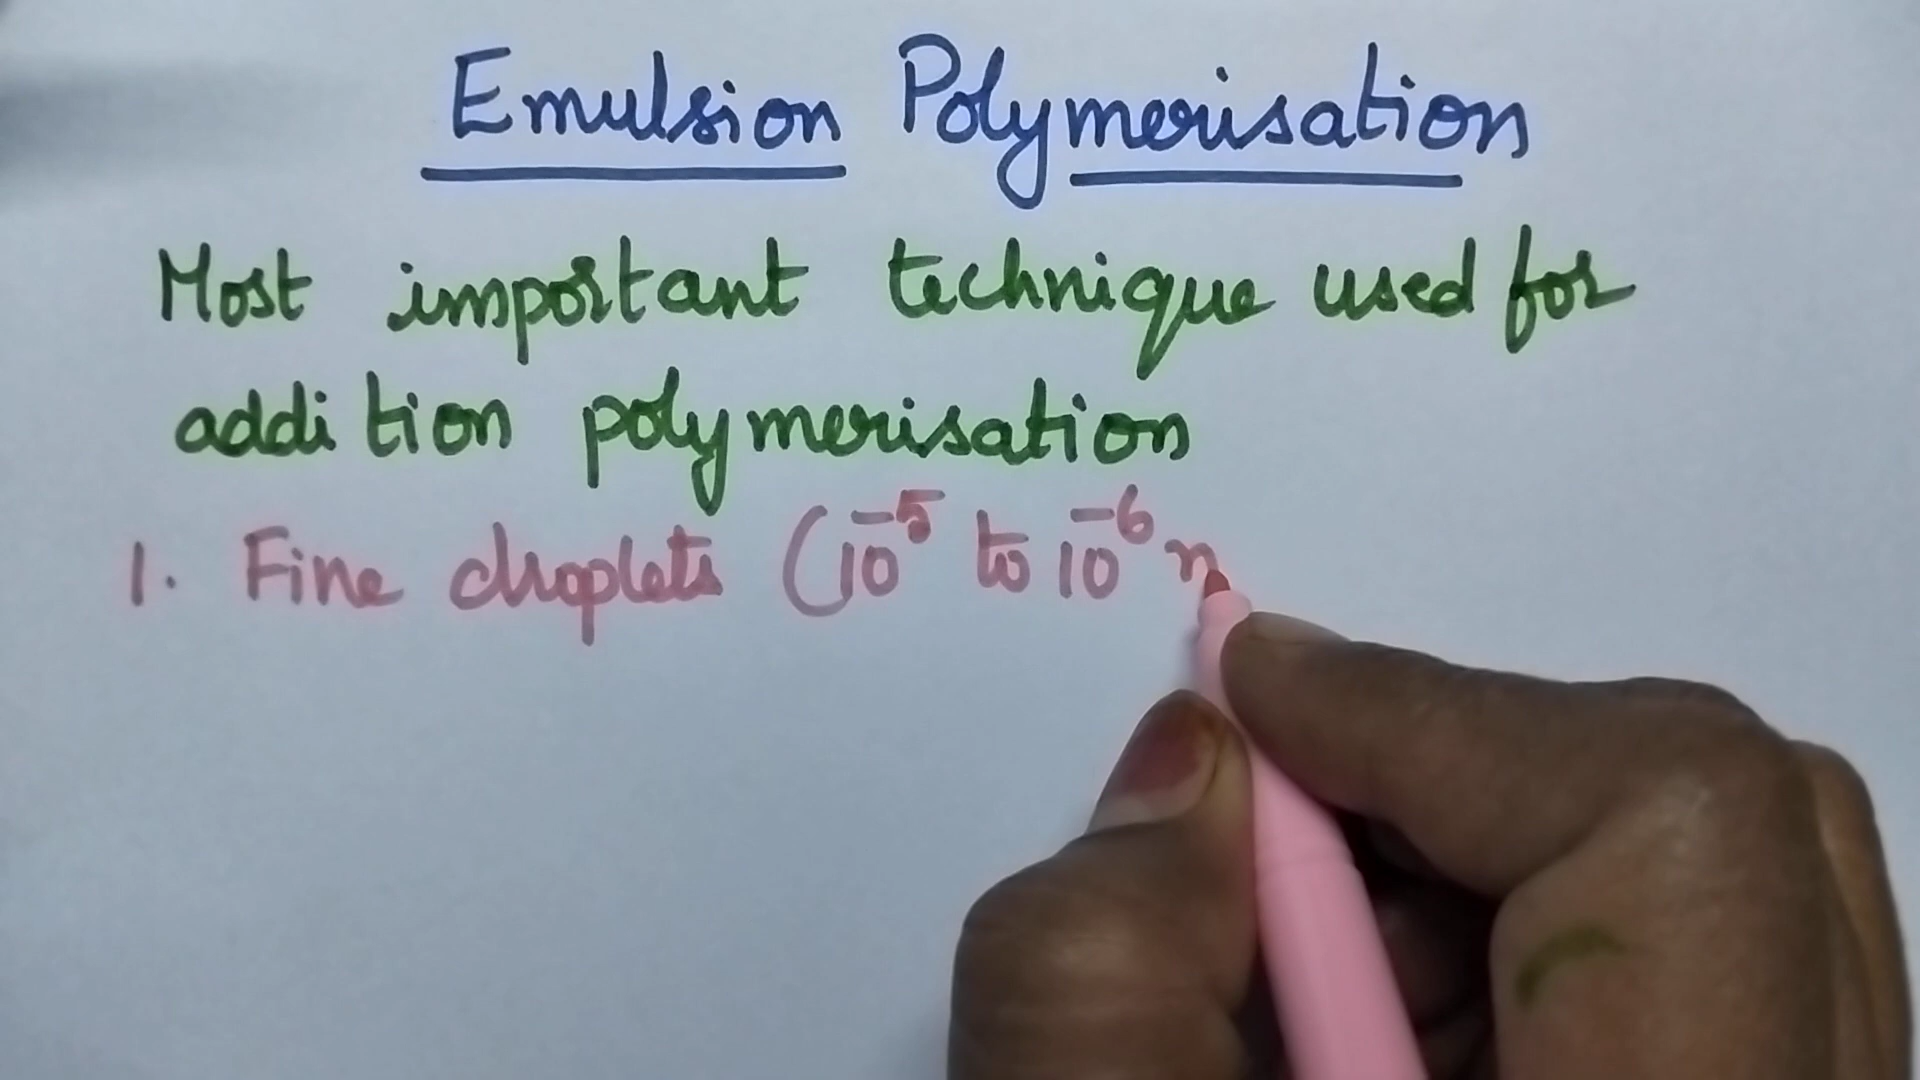 Emulsion Polymerisation
Most important technique used for
addition polymerisation
1. Fine droplets (10⁻⁵ to 10⁻⁶